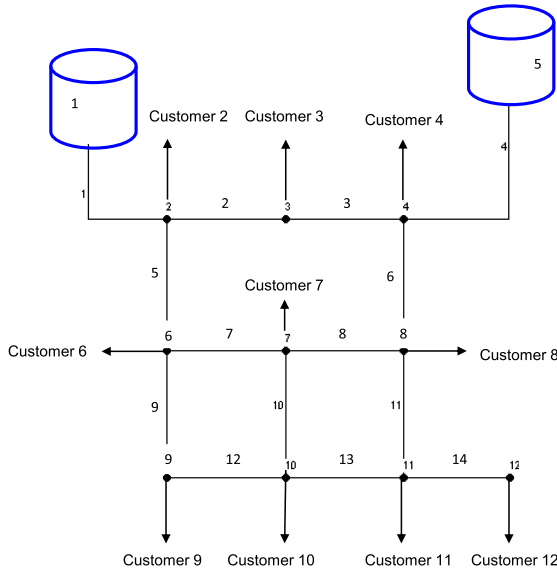 5
1
Customer 2 Customer 3 Customer 4
4
1
2 2 3 3 4
5 6
Customer 7
6 7 7 8 8
Customer 6 Customer 8
9 10 11
9 12 10 13 11 14 12
Customer 9 Customer 10 Customer 11 Customer 12